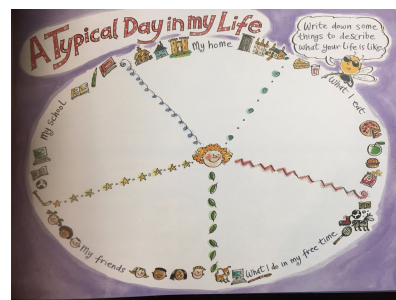 A Typical Day in my Life
Write down some
things to describe
what your life is like.
My home
What I eat
My school
What I do in my free time
My friends